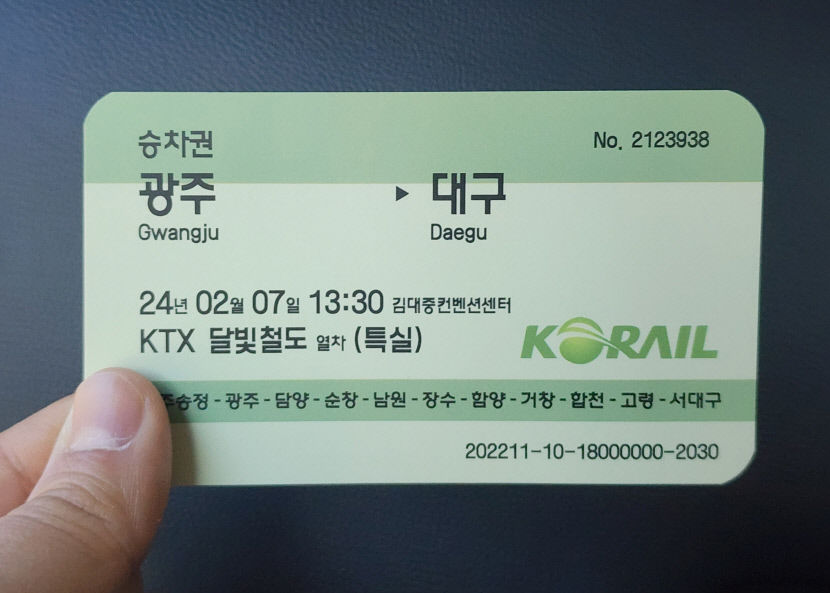 승차권
No. 2123938
광주 ▶ 대구
Gwangju Daegu
24년 02월 07일 13:30 김대중컨벤션센터
KTX 달빛철도 열차 (특실)
KORAIL
송정 - 광주 - 담양 - 순창 - 남원 - 장수 - 함양 - 거창 - 합천 - 고령 - 서대구
202211-10-18000000-2030